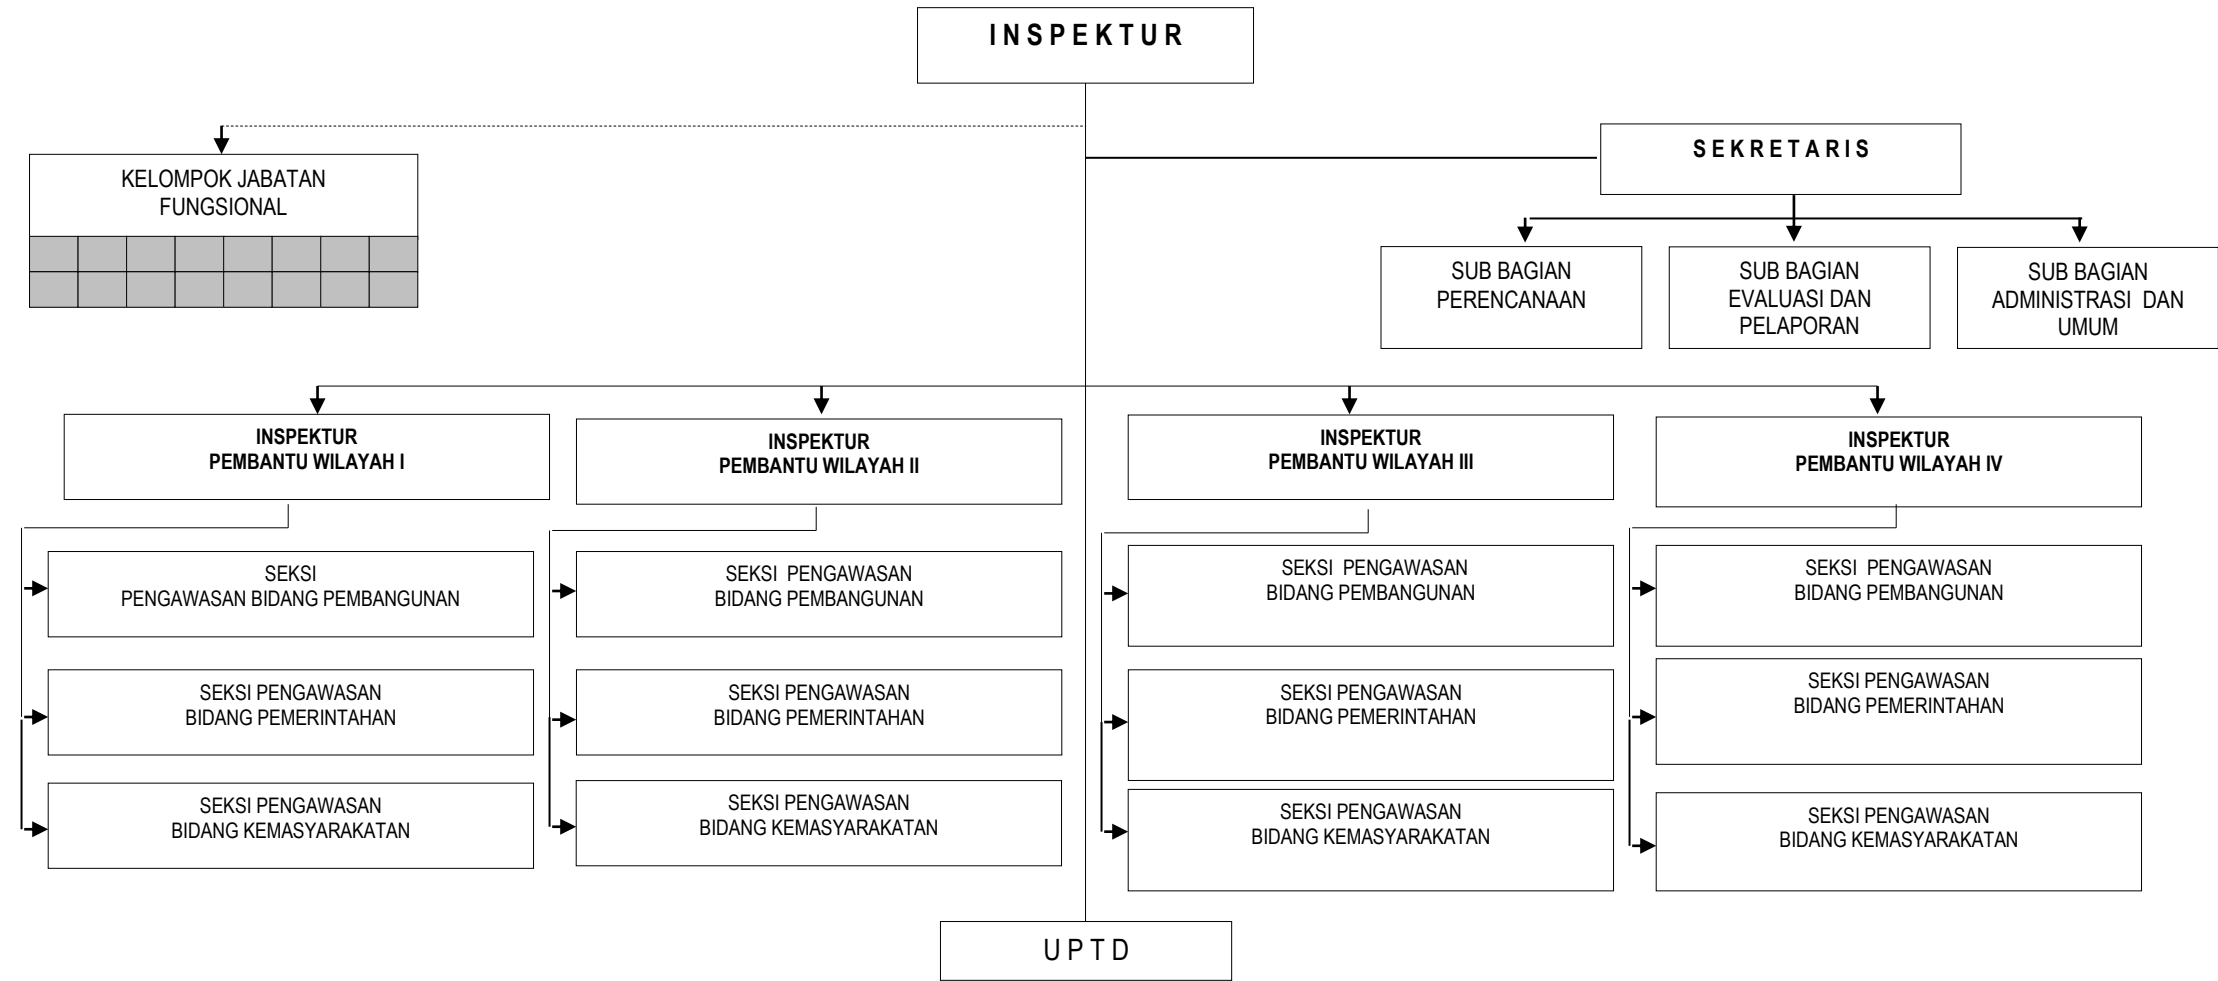 INSPEKTUR
SEKRETARIS
KELOMPOK JABATAN
FUNGSIONAL
SUB BAGIAN
PERENCANAAN
SUB BAGIAN
EVALUASI DAN
PELAPORAN
SUB BAGIAN
ADMINISTRASI DAN
UMUM
INSPEKTUR
PEMBANTU WILAYAH I
INSPEKTUR
PEMBANTU WILAYAH II
INSPEKTUR
PEMBANTU WILAYAH III
INSPEKTUR
PEMBANTU WILAYAH IV
SEKSI
PENGAWASAN BIDANG PEMBANGUNAN
SEKSI PENGAWASAN
BIDANG PEMBANGUNAN
SEKSI PENGAWASAN
BIDANG PEMBANGUNAN
SEKSI PENGAWASAN
BIDANG PEMBANGUNAN
SEKSI PENGAWASAN
BIDANG PEMERINTAHAN
SEKSI PENGAWASAN
BIDANG PEMERINTAHAN
SEKSI PENGAWASAN
BIDANG PEMERINTAHAN
SEKSI PENGAWASAN
BIDANG PEMERINTAHAN
SEKSI PENGAWASAN
BIDANG KEMASYARAKATAN
SEKSI PENGAWASAN
BIDANG KEMASYARAKATAN
SEKSI PENGAWASAN
BIDANG KEMASYARAKATAN
SEKSI PENGAWASAN
BIDANG KEMASYARAKATAN
UPTD